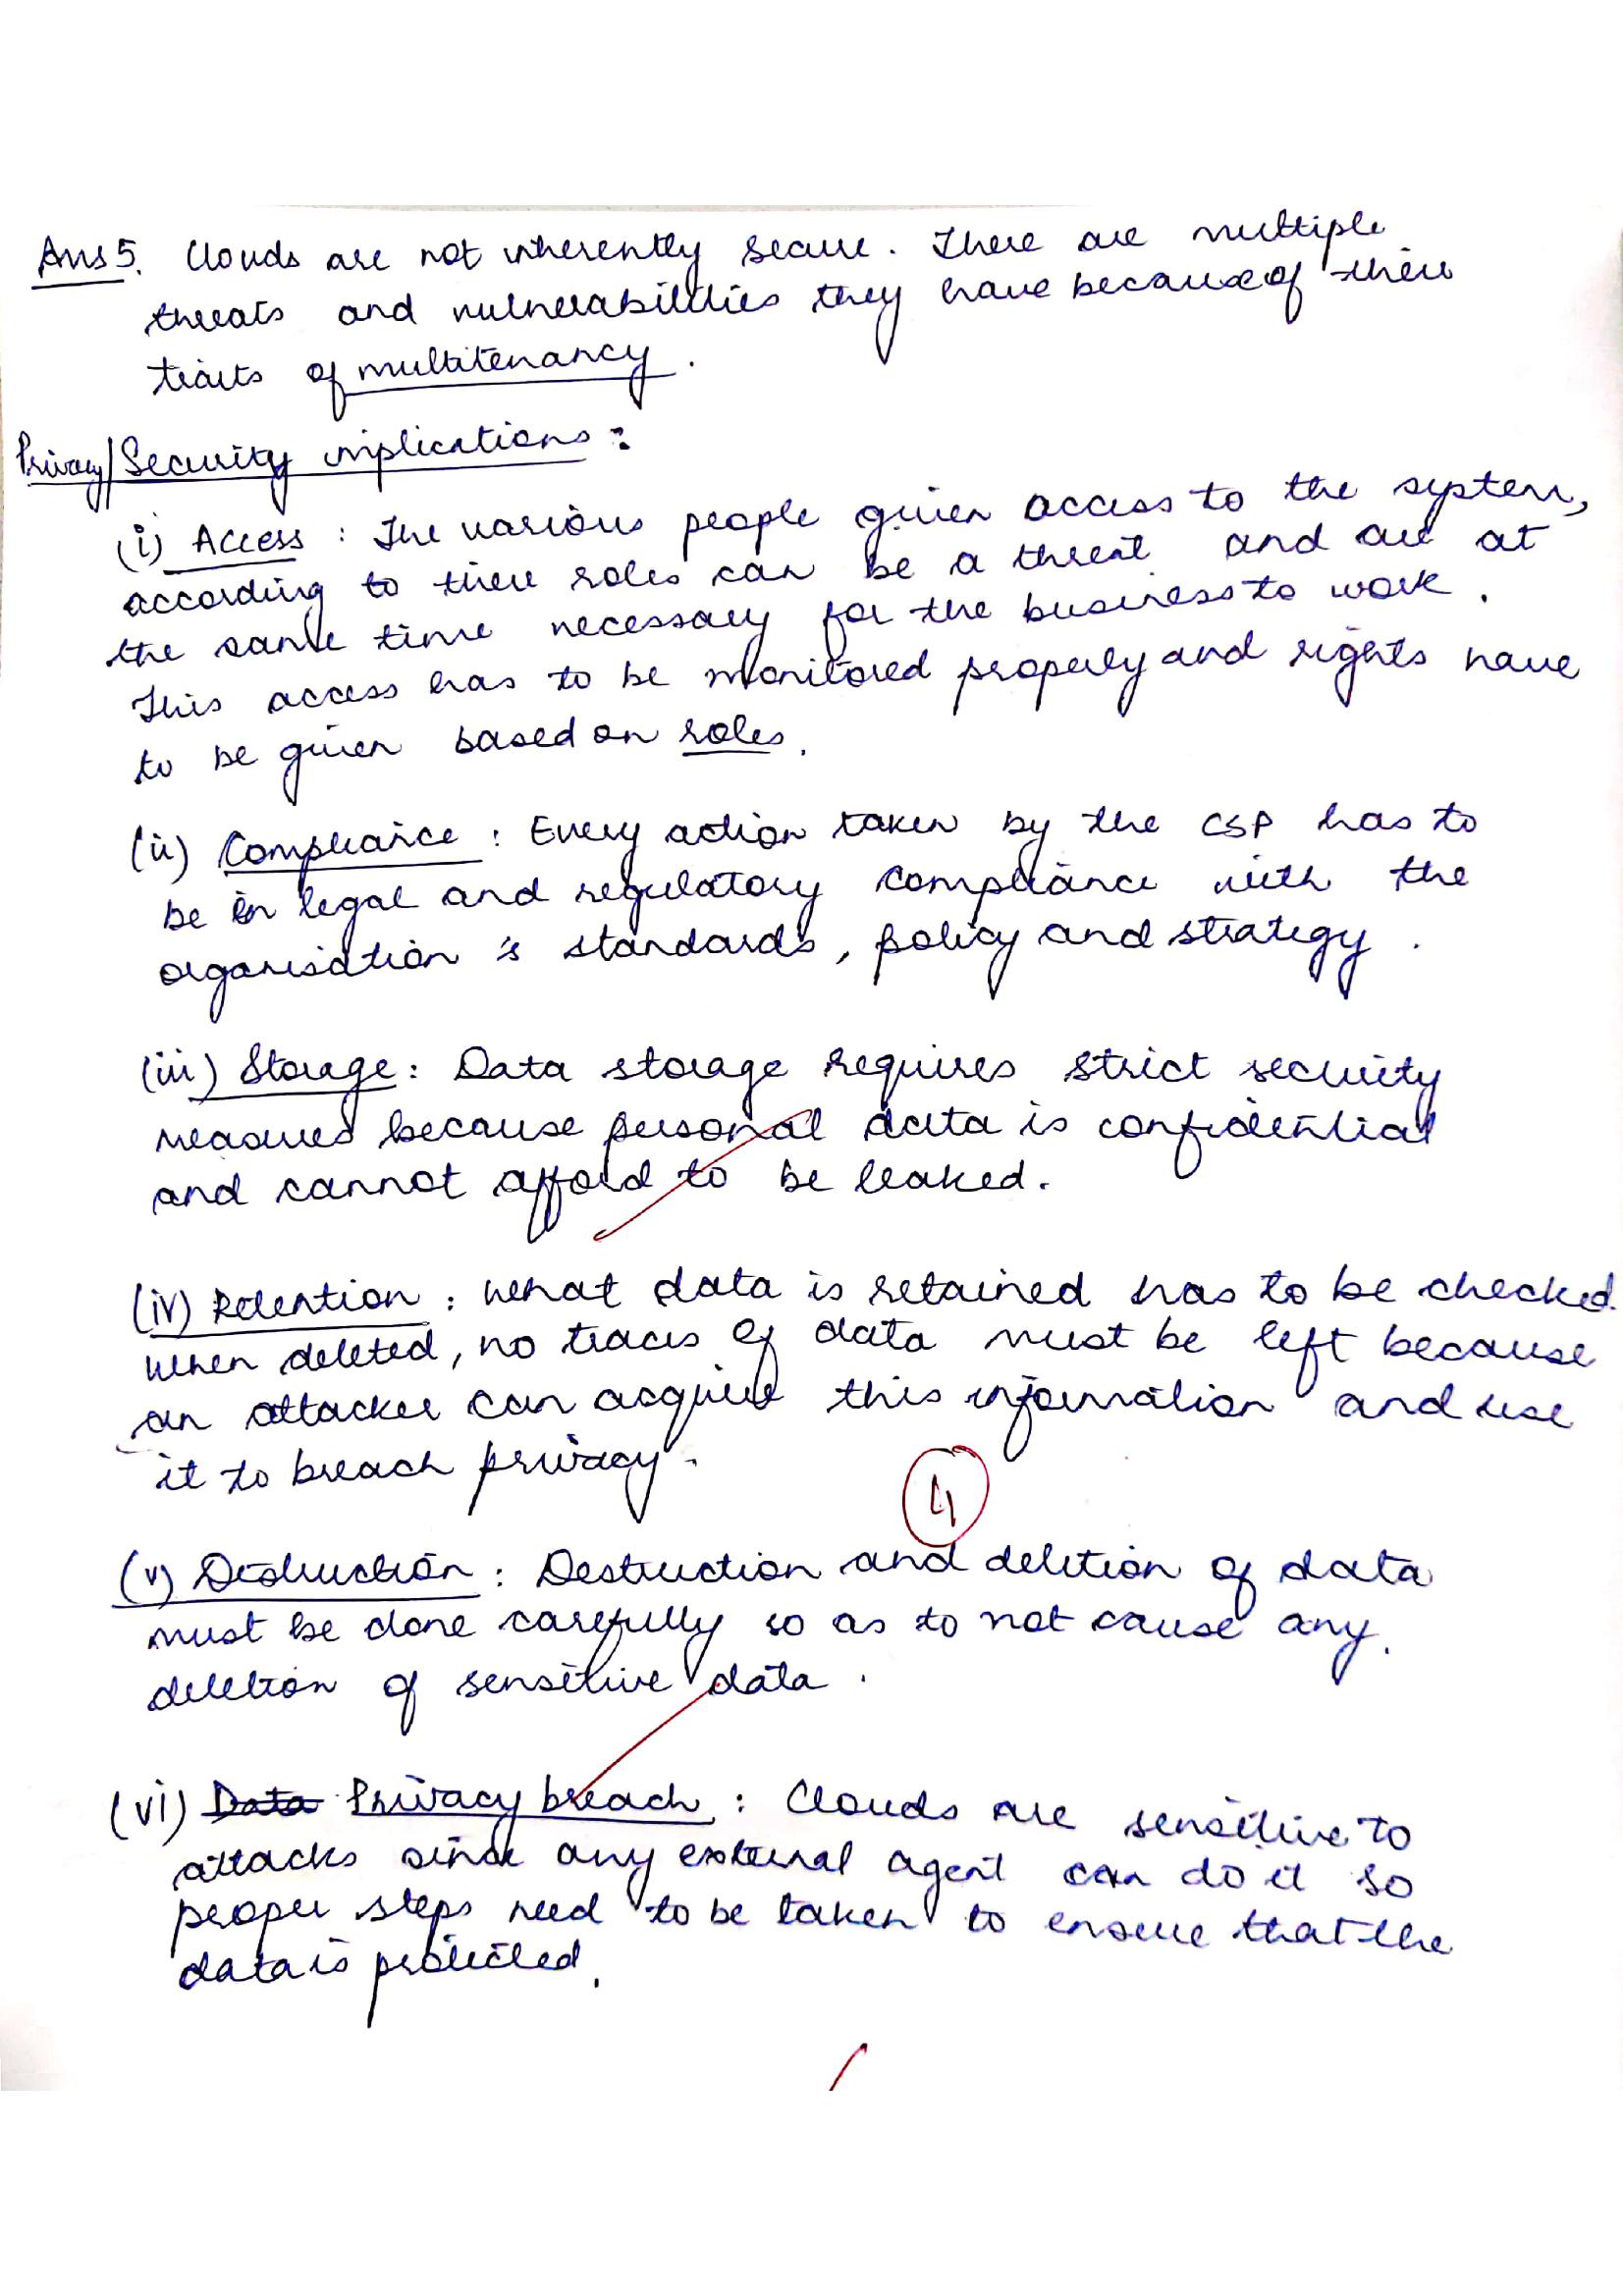 Ans 5. Clouds are not inherently secure. There are multiple
threats and vulnerabilities they have because of their
traits of multitenancy.
Privacy/Security implications:
(i) Access : The various people given access to the system,
according to their roles can be a threat and are at
the same time necessary for the business to work.
This access has to be monitored properly and rights have
to be given based on roles.
(ii) Compliance : Every action taken by the CSP has to
be in legal and regulatory compliance with the
organisation's standards, policy and strategy.
(iii) Storage : Data storage requires strict security
measures because personal data is confidential
and cannot afford to be leaked.
(iv) Retention : What data is retained has to be checked.
When deleted, no traces of data must be left because
an attacker can acquire this information and use
it to breach privacy.
4
(v) Destruction : Destruction and deletion of data
must be done carefully so as to not cause any
deletion of sensitive data.
(vi) Data Privacy breach : Clouds are sensitive to
attacks since any external agent can do it so
proper steps need to be taken to ensure that the
data is protected.